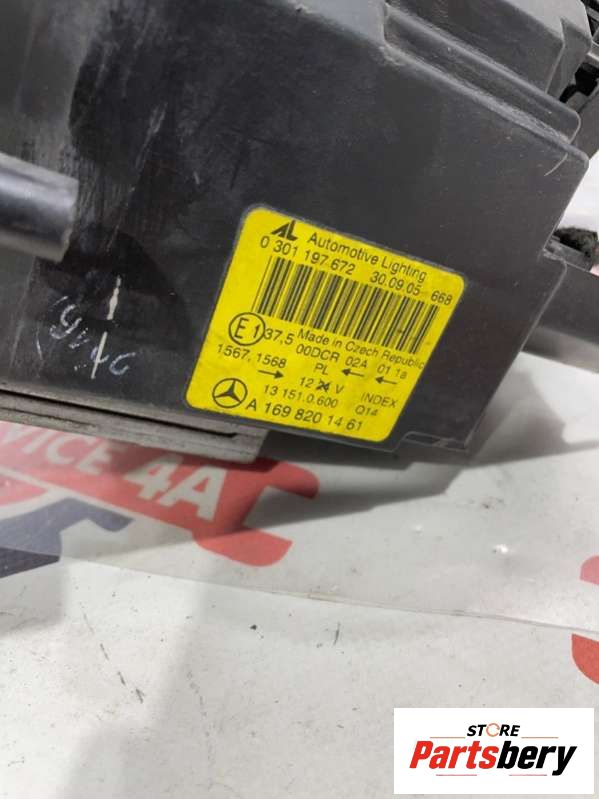 AL Automotive Lighting
0 301 197 672 30.09.05 668
E1 37,5 Made in Czech Republic
00DCR 02A 01 1a
1567, 1568 → PL ← ←
12 24 V INDEX
13 151.0.600 Q14
A 169 820 14 61
VICE 4A
STORE
Partsbery